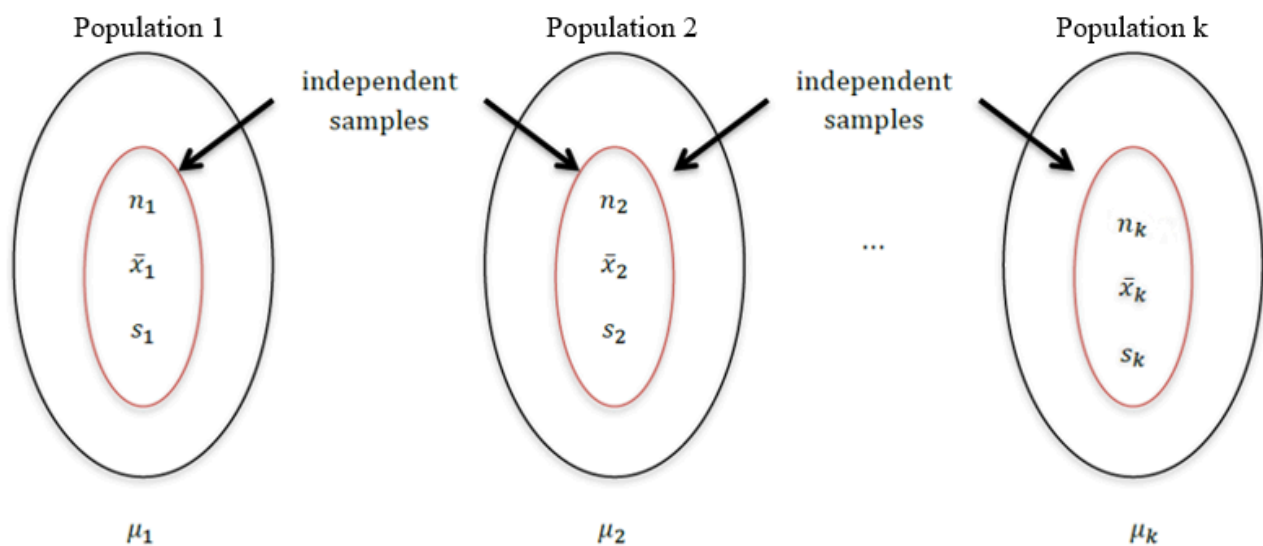 Population 1
Population 2
Population k
independent
samples
independent
samples
n₁
x̄₁
s₁
n₂
x̄₂
s₂
...
nₖ
x̄ₖ
sₖ
μ₁
μ₂
μₖ